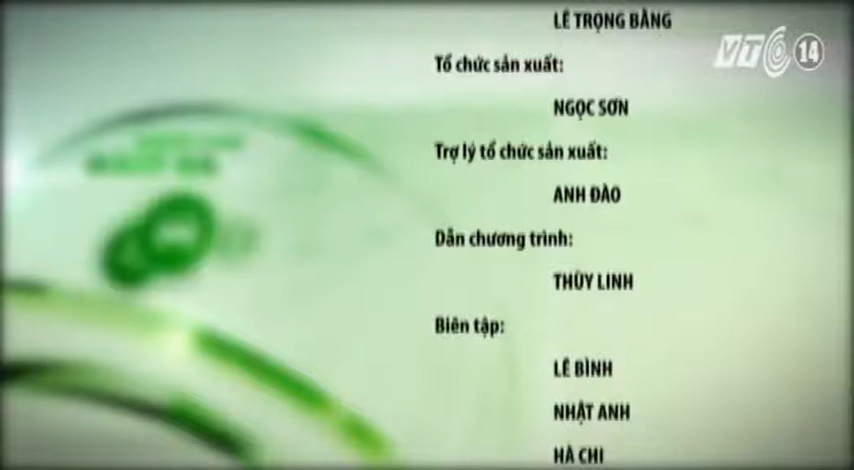 LÊ TRỌNG BẰNG
VTC 14
Tổ chức sản xuất:
NGỌC SƠN
Trợ lý tổ chức sản xuất:
ANH ĐÀO
Dẫn chương trình:
THÙY LINH
Biên tập:
LÊ BÌNH
NHẬT ANH
HÀ CHI